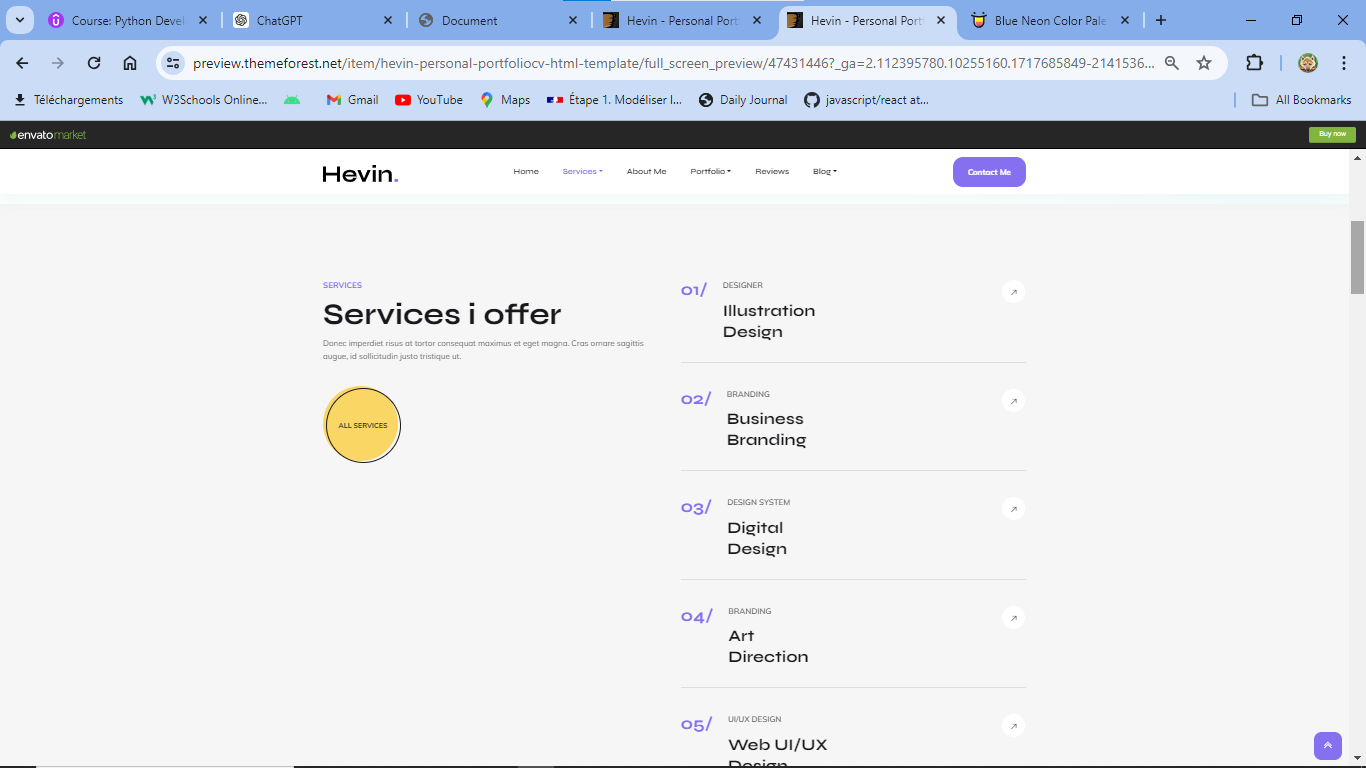 Course: Python Devel
ChatGPT
Document
Hevin - Personal Port
Hevin - Personal Portf
Blue Neon Color Pale
preview.themeforest.net/item/hevin-personal-portfoliocv-html-template/full_screen_preview/47431446?_ga=2.112395780.10255160.1717685849-2141536...
Téléchargements
W3Schools Online...
Gmail
YouTube
Maps
Étape 1. Modéliser l...
Daily Journal
javascript/react at...
All Bookmarks
envato market
Buy now
Hevin.
Home
Services
About Me
Portfolio
Reviews
Blog
Contact Me
SERVICES
Services i offer
Donec imperdiet risus at tortor consequat maximus et eget magna. Cras ornare sagittis
augue, id sollicitudin justo tristique ut.
ALL SERVICES
01/
DESIGNER
Illustration
Design
02/
BRANDING
Business
Branding
03/
DESIGN SYSTEM
Digital
Design
04/
BRANDING
Art
Direction
05/
UI/UX DESIGN
Web UI/UX
Design